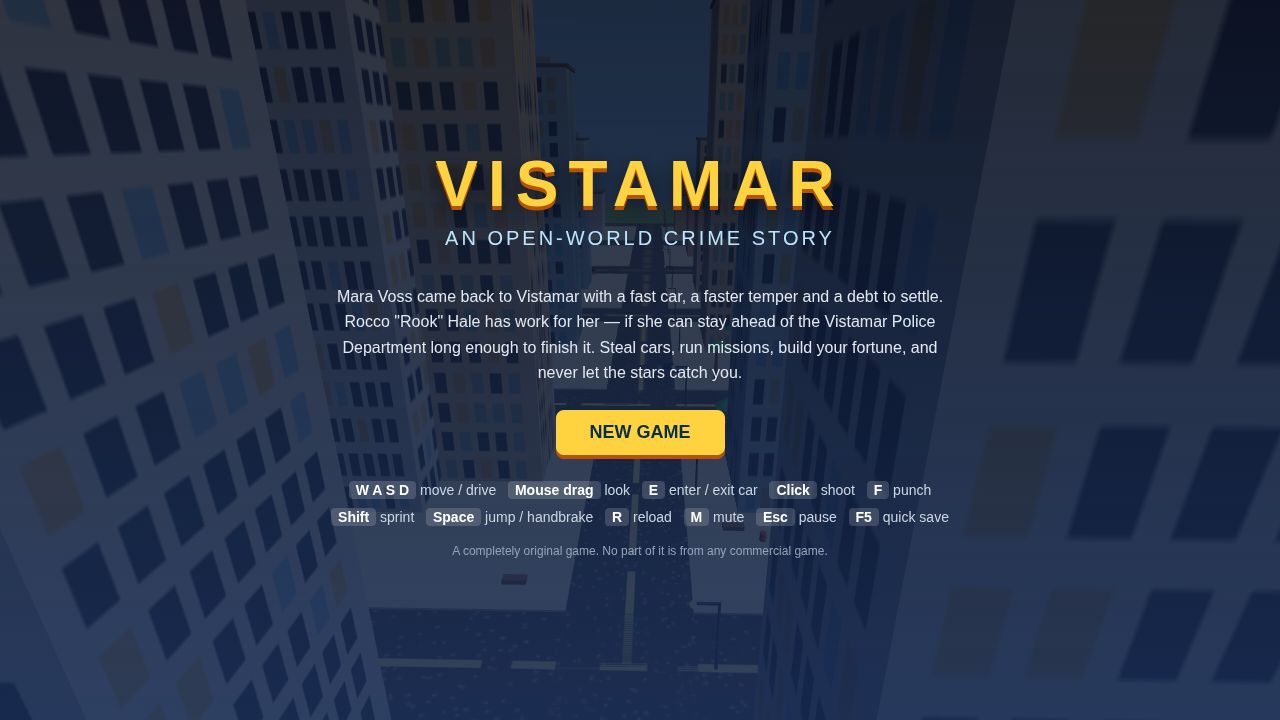 VISTAMAR
AN OPEN-WORLD CRIME STORY
Mara Voss came back to Vistamar with a fast car, a faster temper and a debt to settle.
Rocco "Rook" Hale has work for her — if she can stay ahead of the Vistamar Police
Department long enough to finish it. Steal cars, run missions, build your fortune, and
never let the stars catch you.
NEW GAME
W A S D move / drive Mouse drag look E enter / exit car Click shoot F punch
Shift sprint Space jump / handbrake R reload M mute Esc pause F5 quick save
A completely original game. No part of it is from any commercial game.